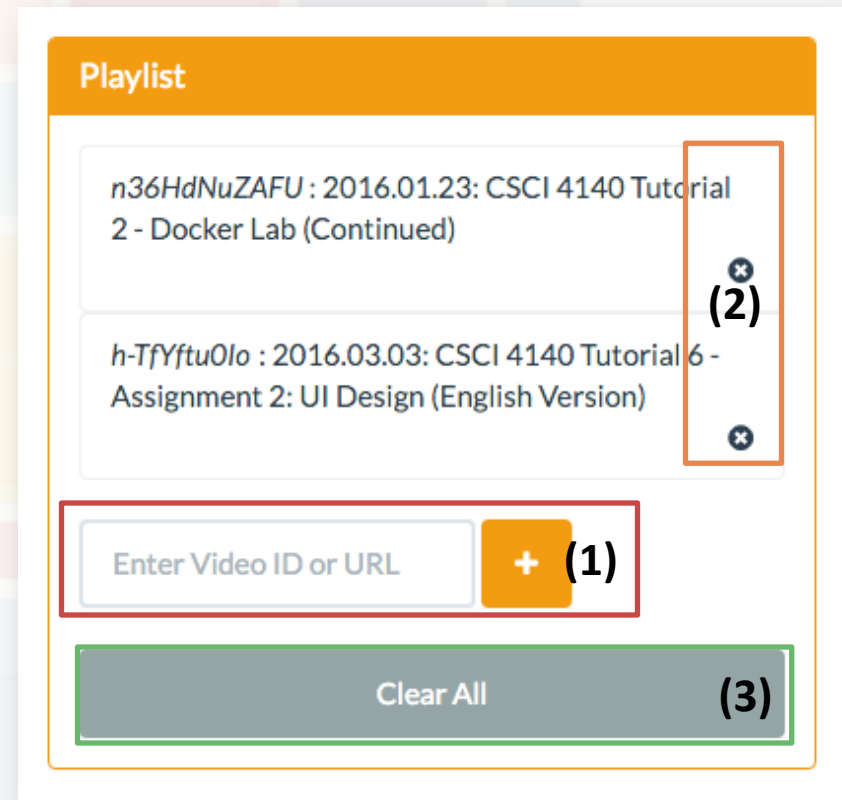 Playlist
n36HdNuZAFU : 2016.01.23: CSCI 4140 Tutorial
2 - Docker Lab (Continued)
(2)
h-TfYftu0lo : 2016.03.03: CSCI 4140 Tutorial 6 -
Assignment 2: UI Design (English Version)
Enter Video ID or URL + (1)
Clear All (3)